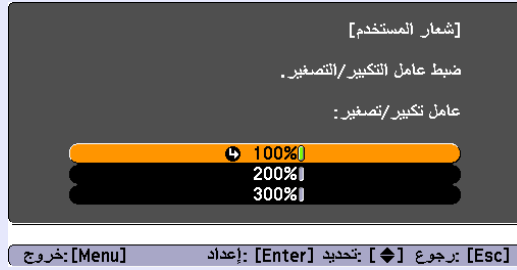 [شعار المستخدم]
ضبط عامل التكبير/التصغير.
عامل تكبير/تصغير:
100%
200%
300%
[Esc] :رجوع [◆] :تحديد [Enter] :إعداد [Menu]:خروج